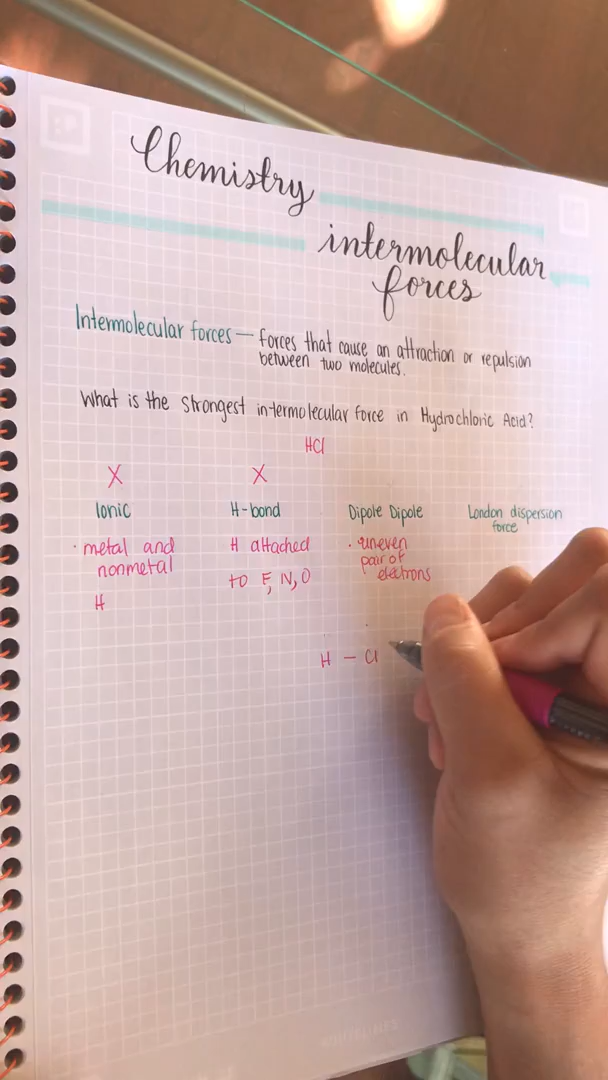 Chemistry
intermolecular
forces
Intermolecular forces — forces that cause an attraction or repulsion
between two molecules.
What is the strongest intermolecular force in Hydrochloric Acid?
HCl
X X
Ionic H-bond Dipole Dipole London dispersion
force
· metal and H attached · uneven
nonmetal to F, N, O pair of
electrons
H
H — Cl